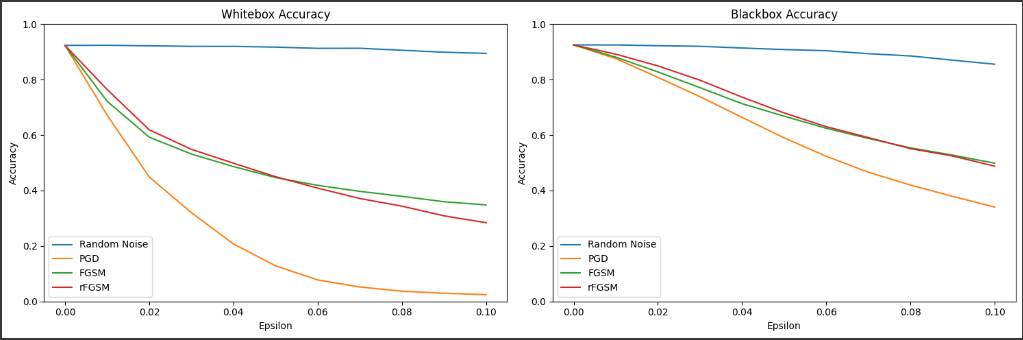 Whitebox Accuracy
1.0
0.8
0.6
0.4
0.2
0.0
Accuracy
Random Noise
PGD
FGSM
rFGSM
0.00 0.02 0.04 0.06 0.08 0.10
Epsilon
Blackbox Accuracy
1.0
0.8
0.6
0.4
0.2
0.0
Accuracy
Random Noise
PGD
FGSM
rFGSM
0.00 0.02 0.04 0.06 0.08 0.10
Epsilon